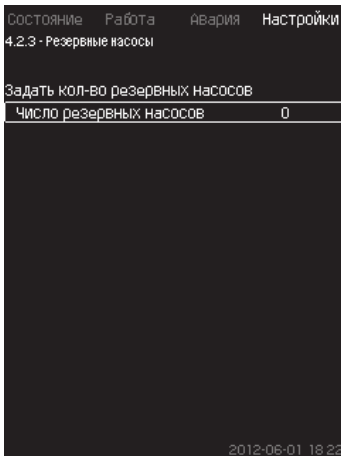 Состояние Работа Авария Настройки
4.2.3 - Резервные насосы
Задать кол-во резервных насосов
Число резервных насосов 0
2012-06-01 18:22